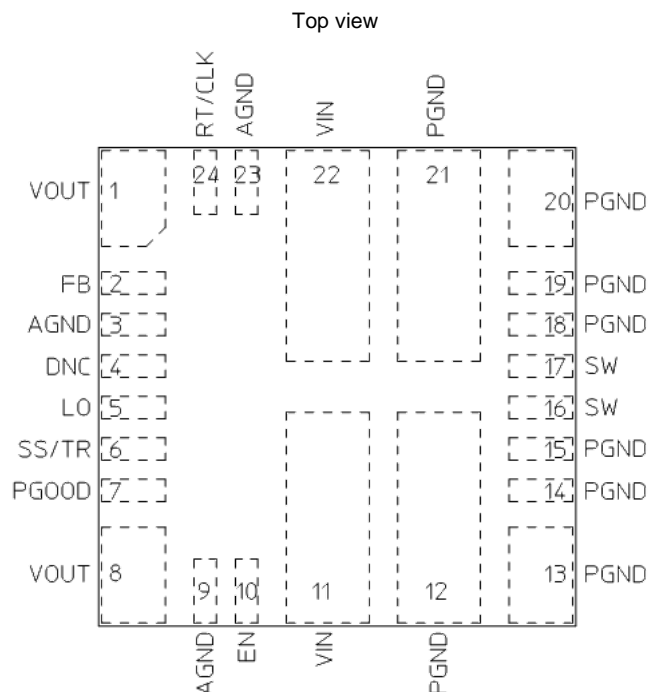 Top view
RT/CLK
AGND
VIN
PGND
24
23
22
21
VOUT 1
20 PGND
FB 2
19 PGND
AGND 3
18 PGND
DNC 4
17 SW
LO 5
16 SW
SS/TR 6
15 PGND
PGOOD 7
14 PGND
VOUT 8
13 PGND
9
10
11
12
AGND
EN
VIN
PGND